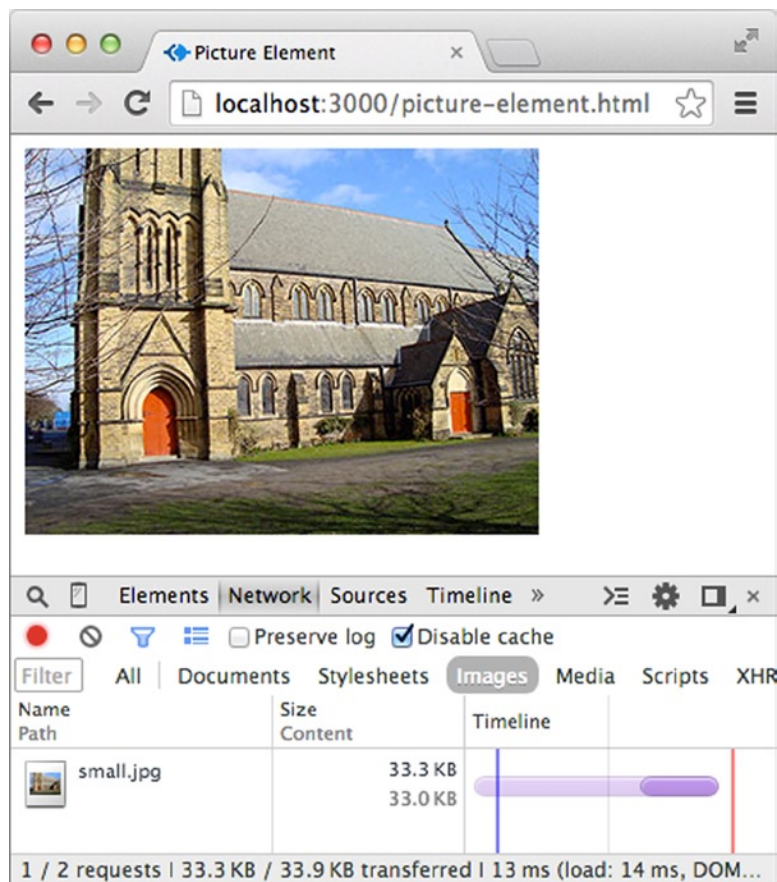 Picture Element
localhost:3000/picture-element.html
Elements Network Sources Timeline »
Preserve log Disable cache
Filter All Documents Stylesheets Images Media Scripts XHR
Name Size Timeline
Path Content
small.jpg 33.3 KB
33.0 KB
1 / 2 requests | 33.3 KB / 33.9 KB transferred | 13 ms (load: 14 ms, DOM...